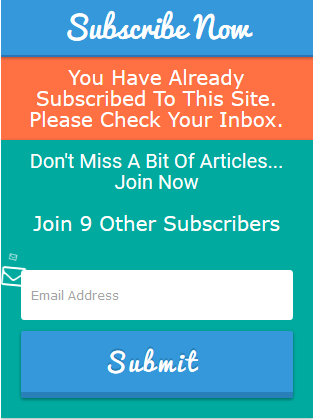 Subscribe Now
You Have Already
Subscribed To This Site.
Please Check Your Inbox.
Don't Miss A Bit Of Articles...
Join Now
Join 9 Other Subscribers
Email Address
Submit